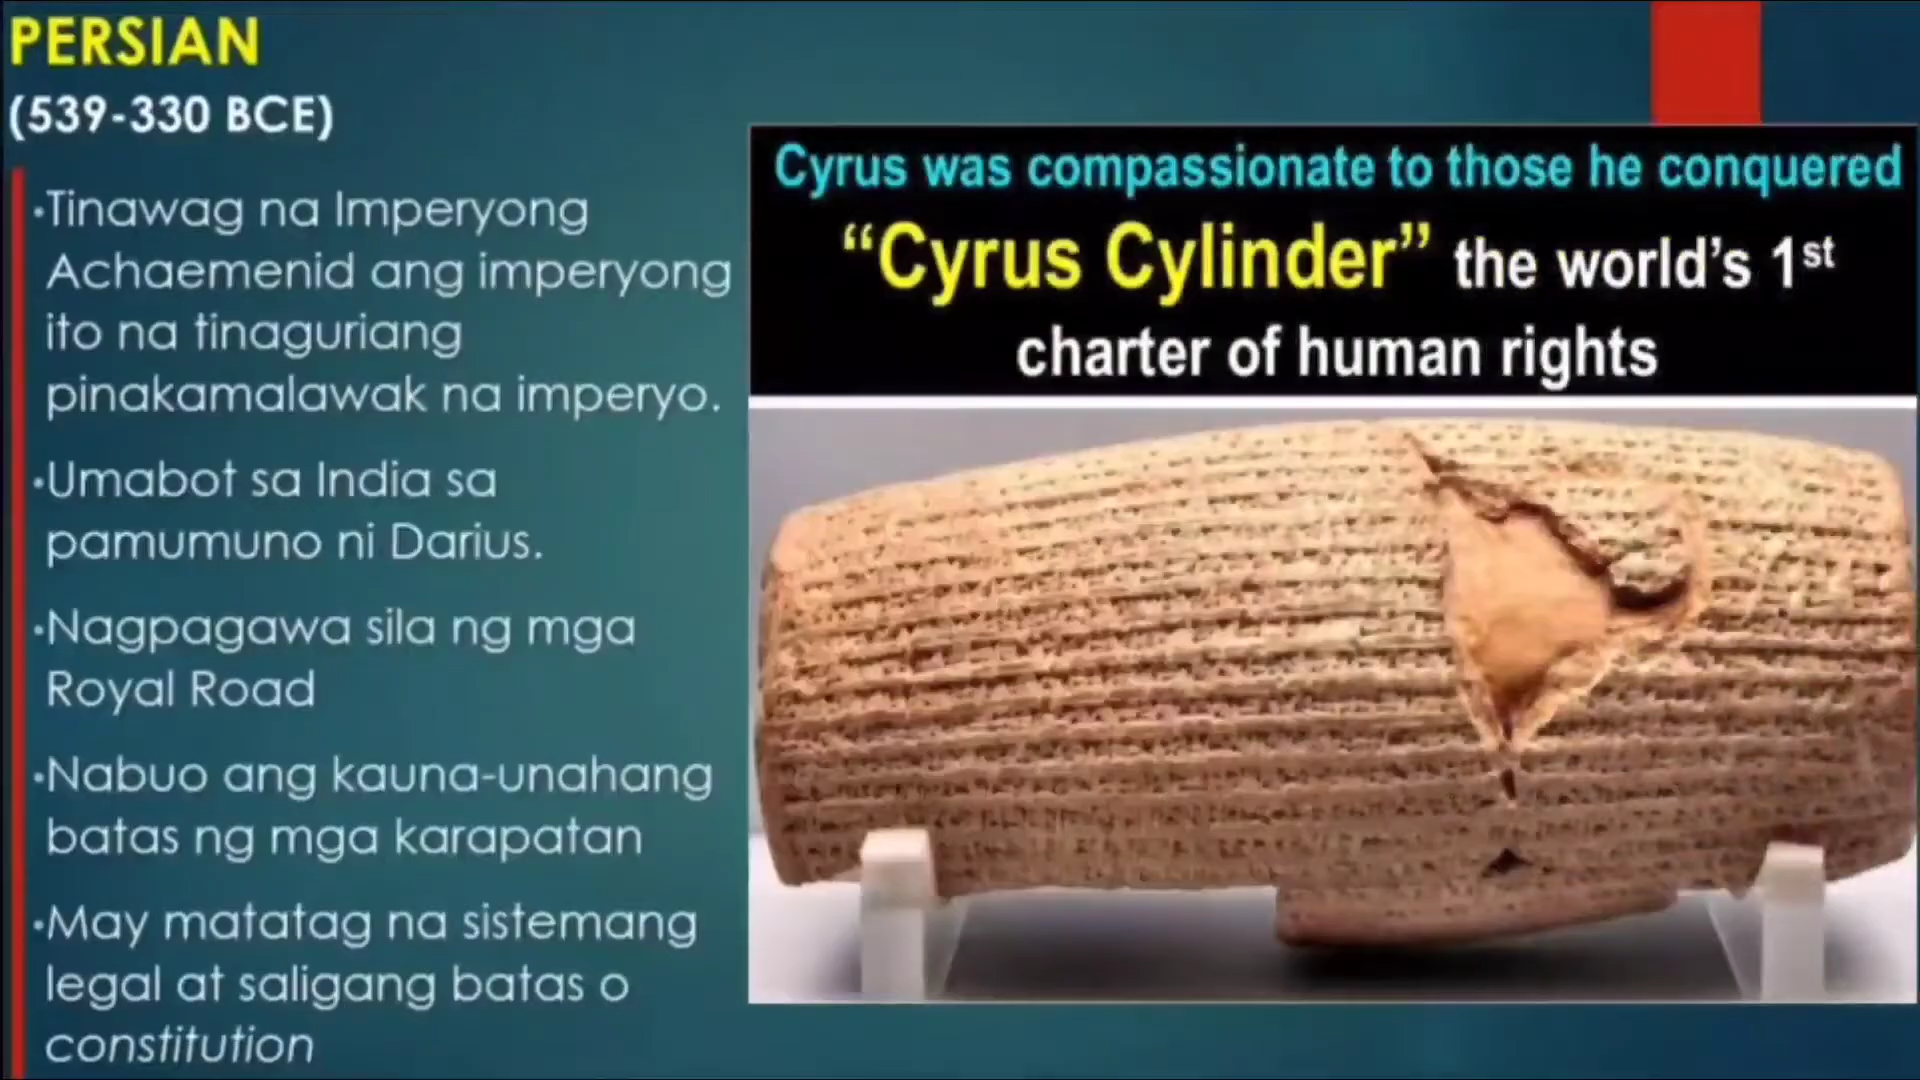 PERSIAN
(539-330 BCE)
•Tinawag na Imperyong
Achaemenid ang imperyong
ito na tinaguriang
pinakamalawak na imperyo.
•Umabot sa India sa
pamumuno ni Darius.
•Nagpagawa sila ng mga
Royal Road
•Nabuo ang kauna-unahang
batas ng mga karapatan
•May matatag na sistemang
legal at saligang batas o
constitution
Cyrus was compassionate to those he conquered
“Cyrus Cylinder” the world’s 1st
charter of human rights